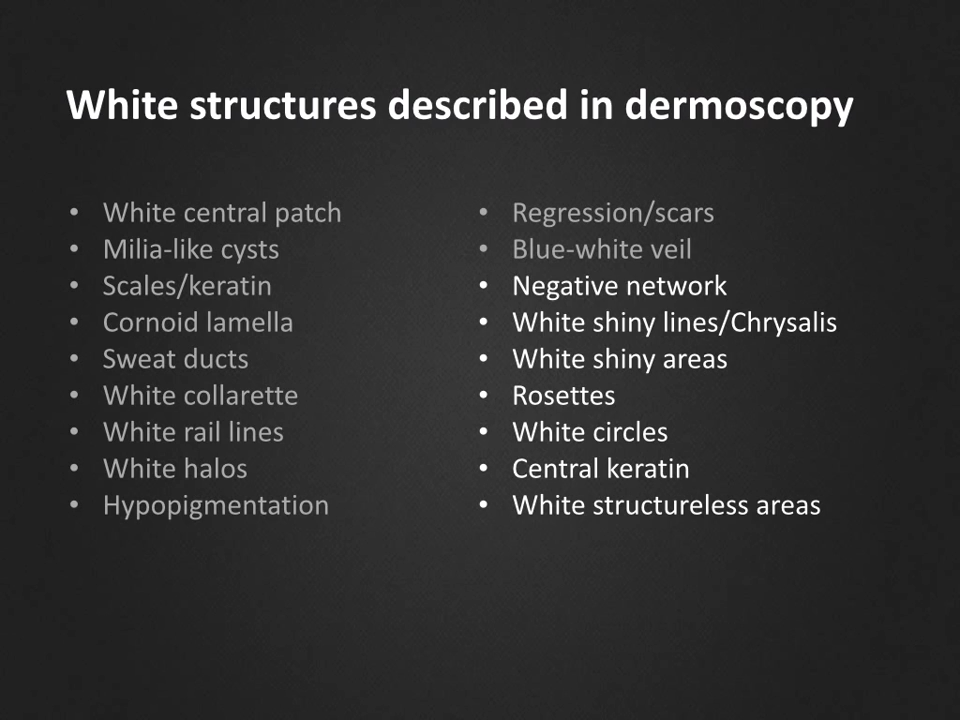 White structures described in dermoscopy
• White central patch
• Milia-like cysts
• Scales/keratin
• Cornoid lamella
• Sweat ducts
• White collarette
• White rail lines
• White halos
• Hypopigmentation
• Regression/scars
• Blue-white veil
• Negative network
• White shiny lines/Chrysalis
• White shiny areas
• Rosettes
• White circles
• Central keratin
• White structureless areas